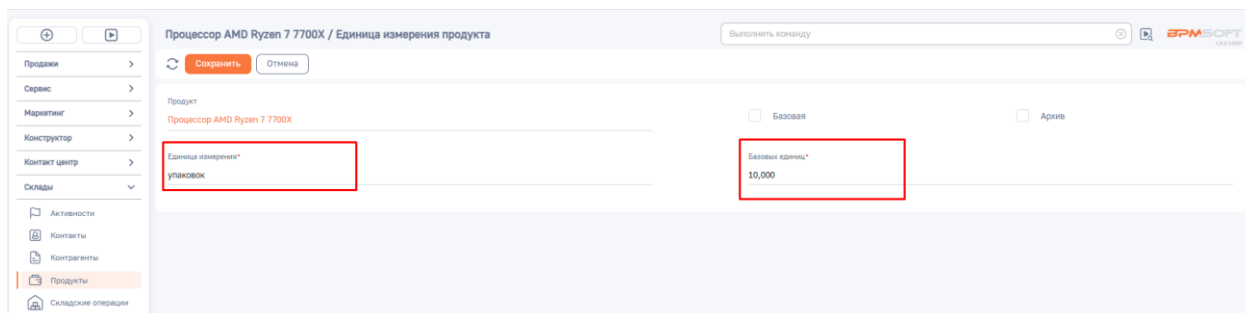 Процессор AMD Ryzen 7 7700X / Единица измерения продукта
Выполнить команду
BPMSOFT
Продажи
Сохранить
Отмена
Сервис
Маркетинг
Продукт
Процессор AMD Ryzen 7 7700X
Базовая
Архив
Конструктор
Контакт центр
Единица измерения*
Базовых единиц*
упаковок
10,000
Склады
Активности
Контакты
Контрагенты
Продукты
Складские операции